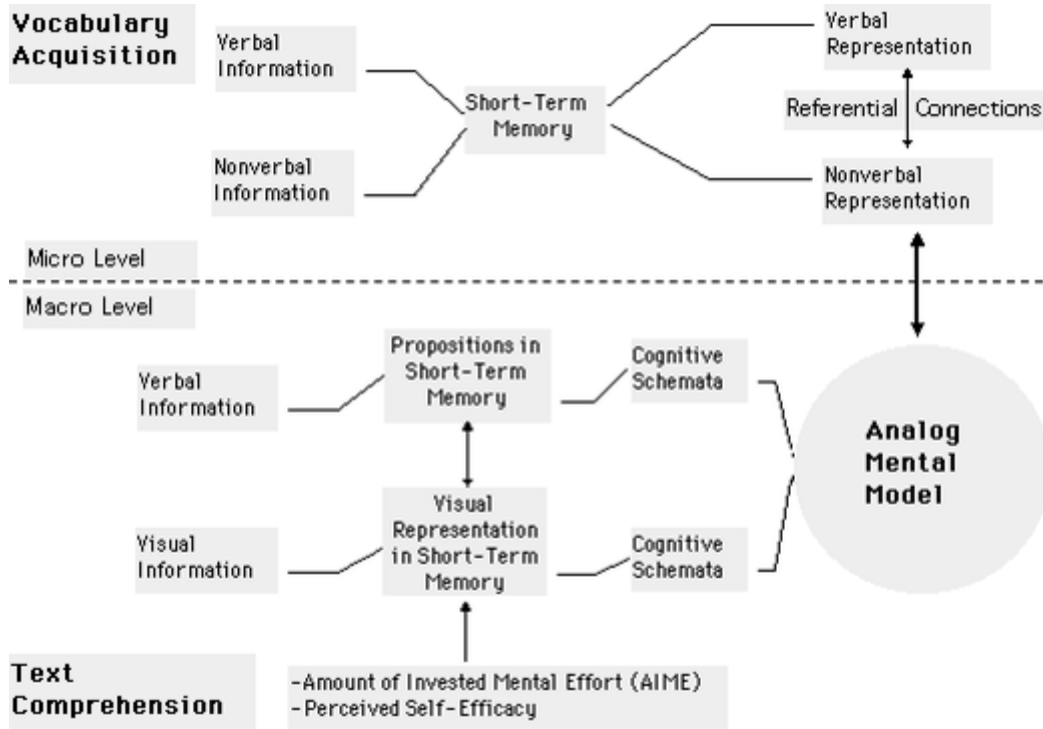 Vocabulary
Acquisition
Verbal
Information
Nonverbal
Information
Short-Term
Memory
Verbal
Representation
Referential Connections
Nonverbal
Representation
Micro Level
Macro Level
Verbal
Information
Propositions in
Short-Term
Memory
Cognitive
Schemata
Visual
Information
Visual
Representation
in Short-Term
Memory
Cognitive
Schemata
Analog
Mental
Model
Text
Comprehension
-Amount of Invested Mental Effort (AIME)
-Perceived Self-Efficacy